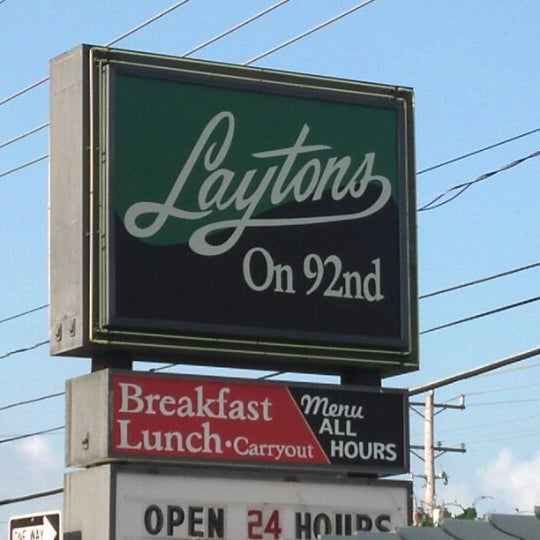 Laytons
On 92nd
Breakfast
Lunch · Carryout
Menu
ALL
HOURS
OPEN 24 HOURS
ONE WAY